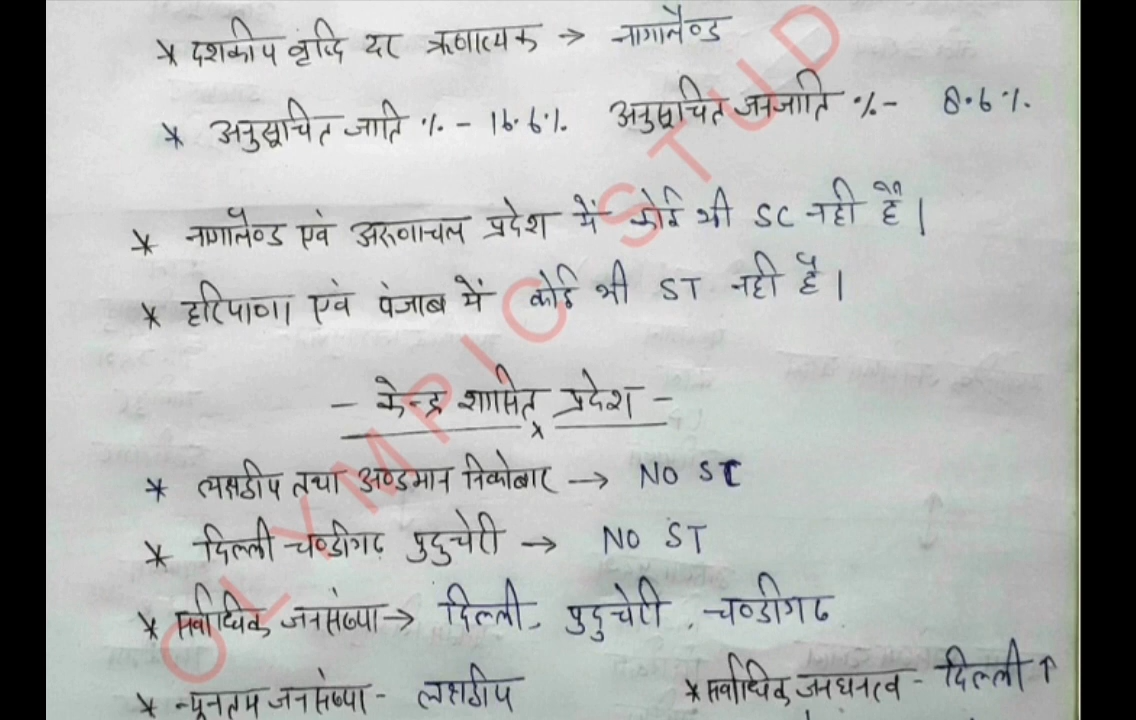 * दशकीय वृद्धि दर ऋणात्मक → नागालैण्ड
* अनुसूचित जाति % - 16.6% अनुसूचित जनजाति % - 8.6%.
* नागालैण्ड एवं अरूणाचल प्रदेश में कोई भी SC नही है।
* हरियाणा एवं पंजाब में कोई भी ST नही है।
- केन्द्र शासित प्रदेश -
x
* लक्षद्वीप तथा अण्डमान निकोबार → NO SC
* दिल्ली चण्डीगढ़ पुदुचेरी → NO ST
* सर्वाधिक जनसंख्या → दिल्ली, पुदुचेरी, चण्डीगढ
* न्यूनतम जनसंख्या - लक्षद्वीप * सर्वाधिक जनघनत्व - दिल्ली ↑
OLYMPIC STUD